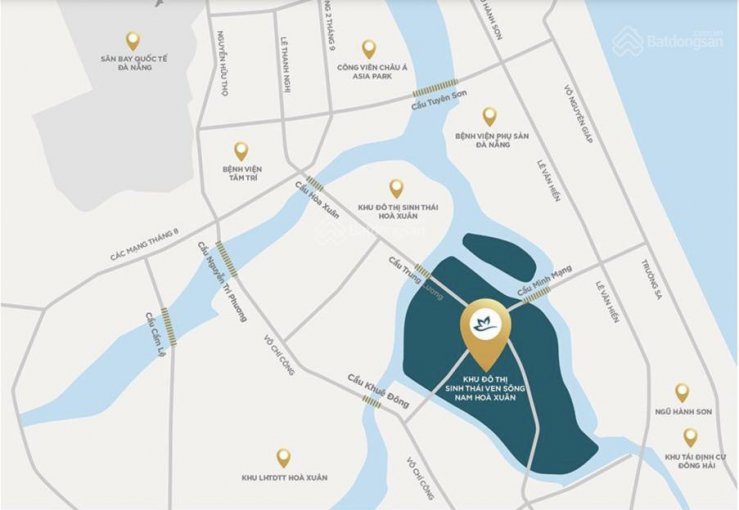 SÂN BAY QUỐC TẾ
ĐÀ NẴNG
NGUYỄN HỮU THỌ
LÊ THANH NGHỊ
2 THÁNG 9
CÔNG VIÊN CHÂU Á
ASIA PARK
NGŨ HÀNH SƠN
Batdongsan
.com.vn
Cầu Tuyên Sơn
VÕ NGUYÊN GIÁP
BỆNH VIỆN PHỤ SẢN
ĐÀ NẴNG
BỆNH VIỆN
TÂM TRÍ
Cầu Hòa Xuân
KHU ĐÔ THỊ SINH THÁI
HOÀ XUÂN
LÊ VĂN HIẾN
CÁC MẠNG THÁNG 8
Batdongsan
Cầu Nguyễn Tri Phương
Cầu Trung Lương
Cầu Minh Mạng
TRƯỜNG SA
LÊ VĂN HIẾN
Cầu Cẩm Lệ
VÕ CHÍ CÔNG
Cầu Khuê Đông
KHU ĐÔ THỊ
SINH THÁI VEN SÔNG
NAM HOÀ XUÂN
NGŨ HÀNH SƠN
VÕ CHÍ CÔNG
KHU LHTDTT HOÀ XUÂN
KHU TÁI ĐỊNH CƯ
ĐÔNG HẢI